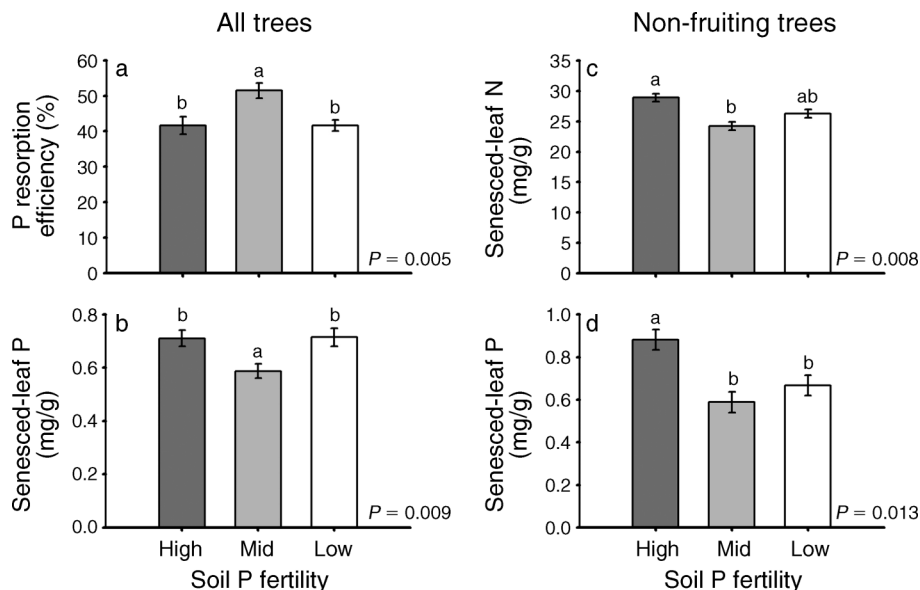 All trees
Non-fruiting trees
a
P resorption
efficiency (%)
60
50
40
30
20
10
0
b
a
b
P = 0.005
c
Senesced-leaf N
(mg/g)
35
30
25
20
15
10
5
0
a
b
ab
P = 0.008
b
Senesced-leaf P
(mg/g)
0.8
0.6
0.4
0.2
0.0
b
a
b
P = 0.009
High Mid Low
Soil P fertility
d
Senesced-leaf P
(mg/g)
1.0
0.8
0.6
0.4
0.2
0.0
a
b
b
P = 0.013
High Mid Low
Soil P fertility